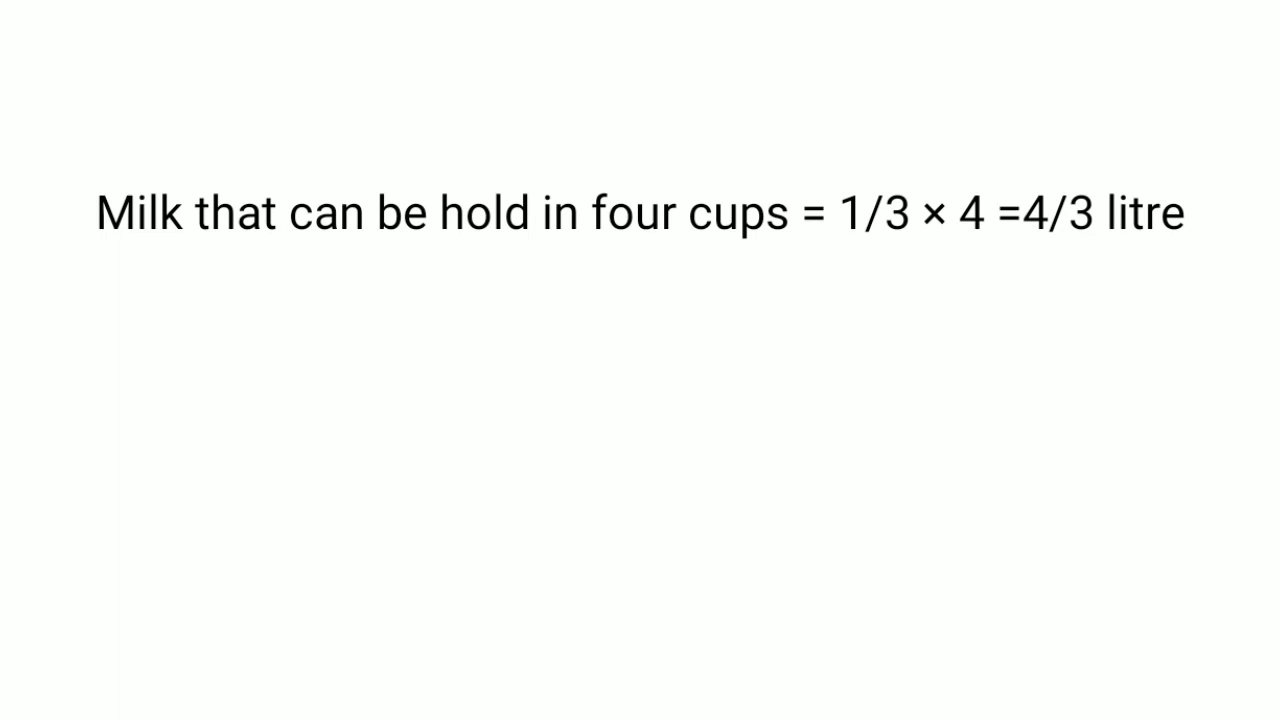 Milk that can be hold in four cups = 1/3 × 4 =4/3 litre